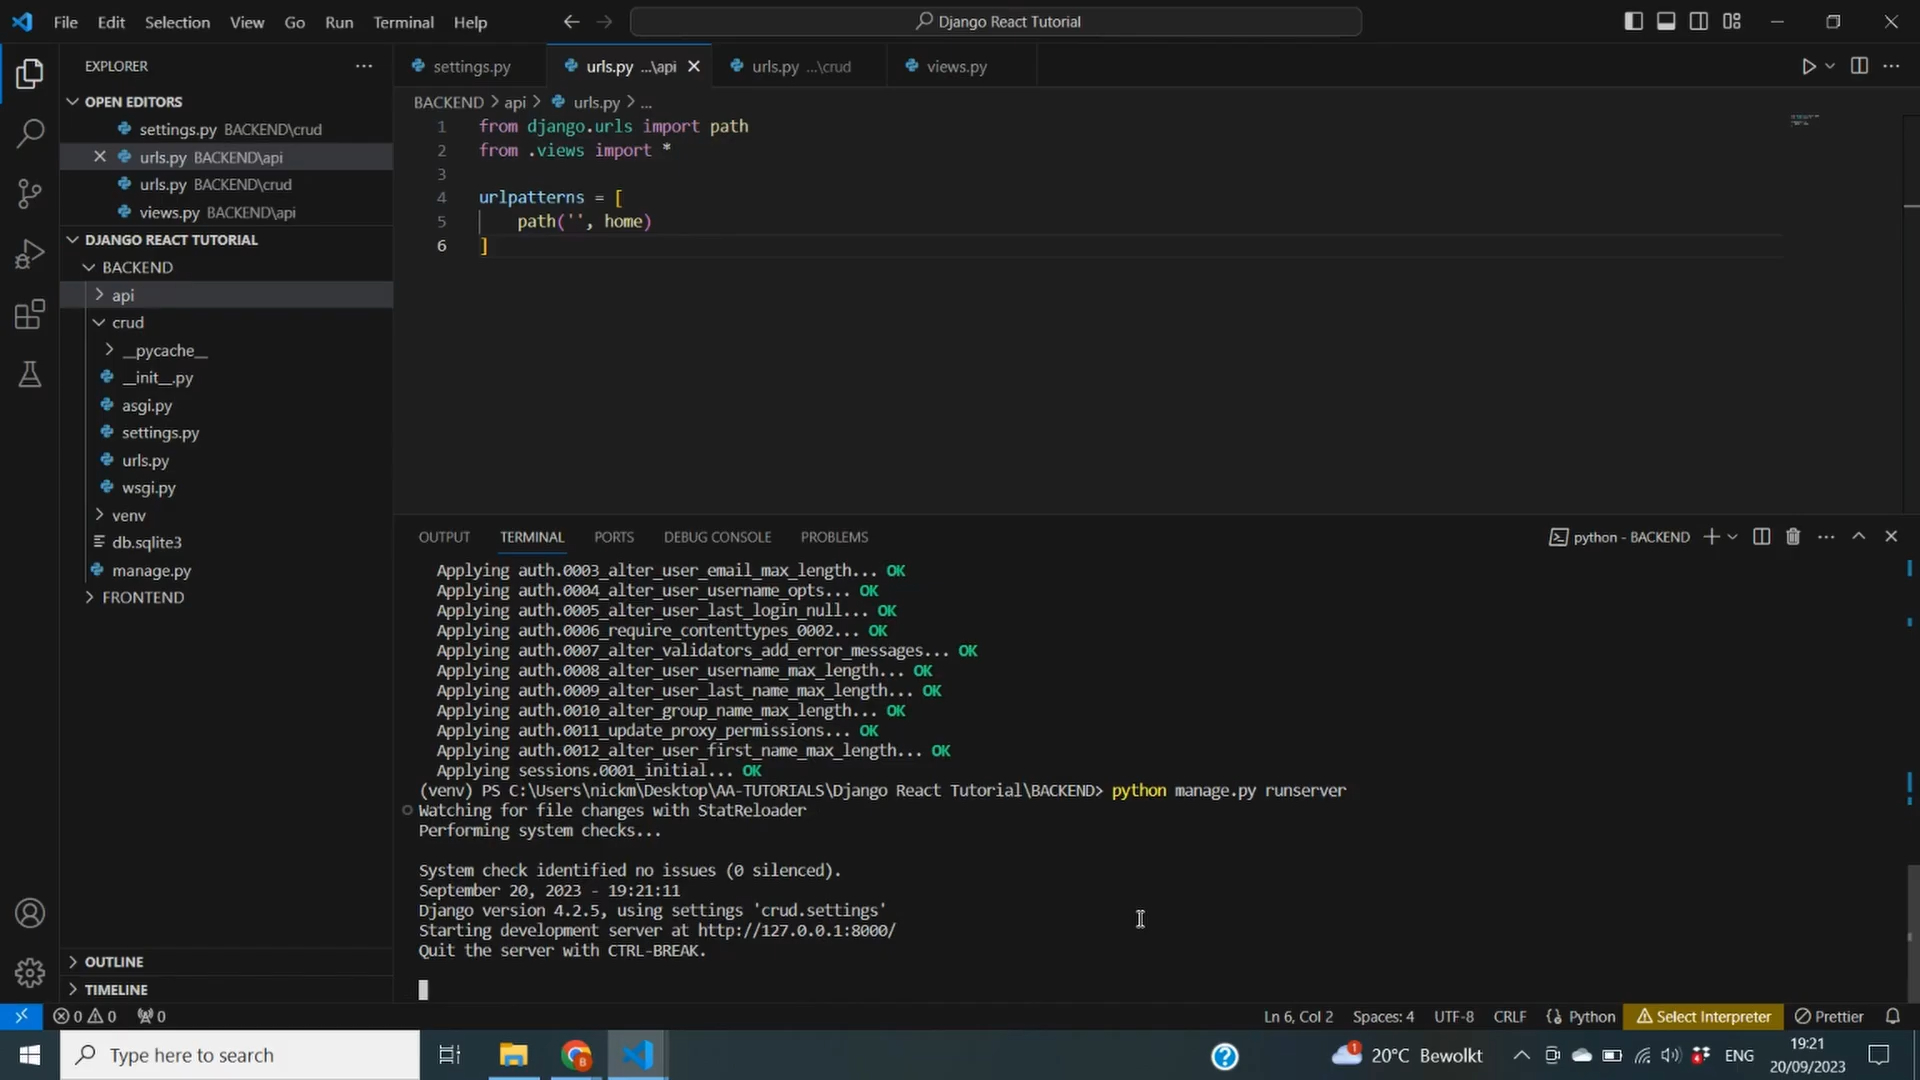 File Edit Selection View Go Run Terminal Help
Django React Tutorial
EXPLORER
OPEN EDITORS
settings.py BACKEND\crud
urls.py BACKEND\api
urls.py BACKEND\crud
views.py BACKEND\api
DJANGO REACT TUTORIAL
BACKEND
api
crud
__pycache__
__init__.py
asgi.py
settings.py
urls.py
wsgi.py
venv
db.sqlite3
manage.py
FRONTEND
OUTLINE
TIMELINE
settings.py urls.py ...\api urls.py ...\crud views.py
BACKEND > api > urls.py > ...
1 from django.urls import path
2 from .views import *
3
4 urlpatterns = [
5 path('', home)
6 ]
OUTPUT TERMINAL PORTS DEBUG CONSOLE PROBLEMS
python - BACKEND
Applying auth.0003_alter_user_email_max_length... OK
Applying auth.0004_alter_user_username_opts... OK
Applying auth.0005_alter_user_last_login_null... OK
Applying auth.0006_require_contenttypes_0002... OK
Applying auth.0007_alter_validators_add_error_messages... OK
Applying auth.0008_alter_user_username_max_length... OK
Applying auth.0009_alter_user_last_name_max_length... OK
Applying auth.0010_alter_group_name_max_length... OK
Applying auth.0011_update_proxy_permissions... OK
Applying auth.0012_alter_user_first_name_max_length... OK
Applying sessions.0001_initial... OK
(venv) PS C:\Users\nickm\Desktop\AA-TUTORIALS\Django React Tutorial\BACKEND> python manage.py runserver
Watching for file changes with StatReloader
Performing system checks...
System check identified no issues (0 silenced).
September 20, 2023 - 19:21:11
Django version 4.2.5, using settings 'crud.settings'
Starting development server at http://127.0.0.1:8000/
Quit the server with CTRL-BREAK.
0 0 0
Ln 6, Col 2 Spaces: 4 UTF-8 CRLF Python Select Interpreter Prettier
Type here to search
B
1
20°C Bewolkt
4
ENG
19:21
20/09/2023